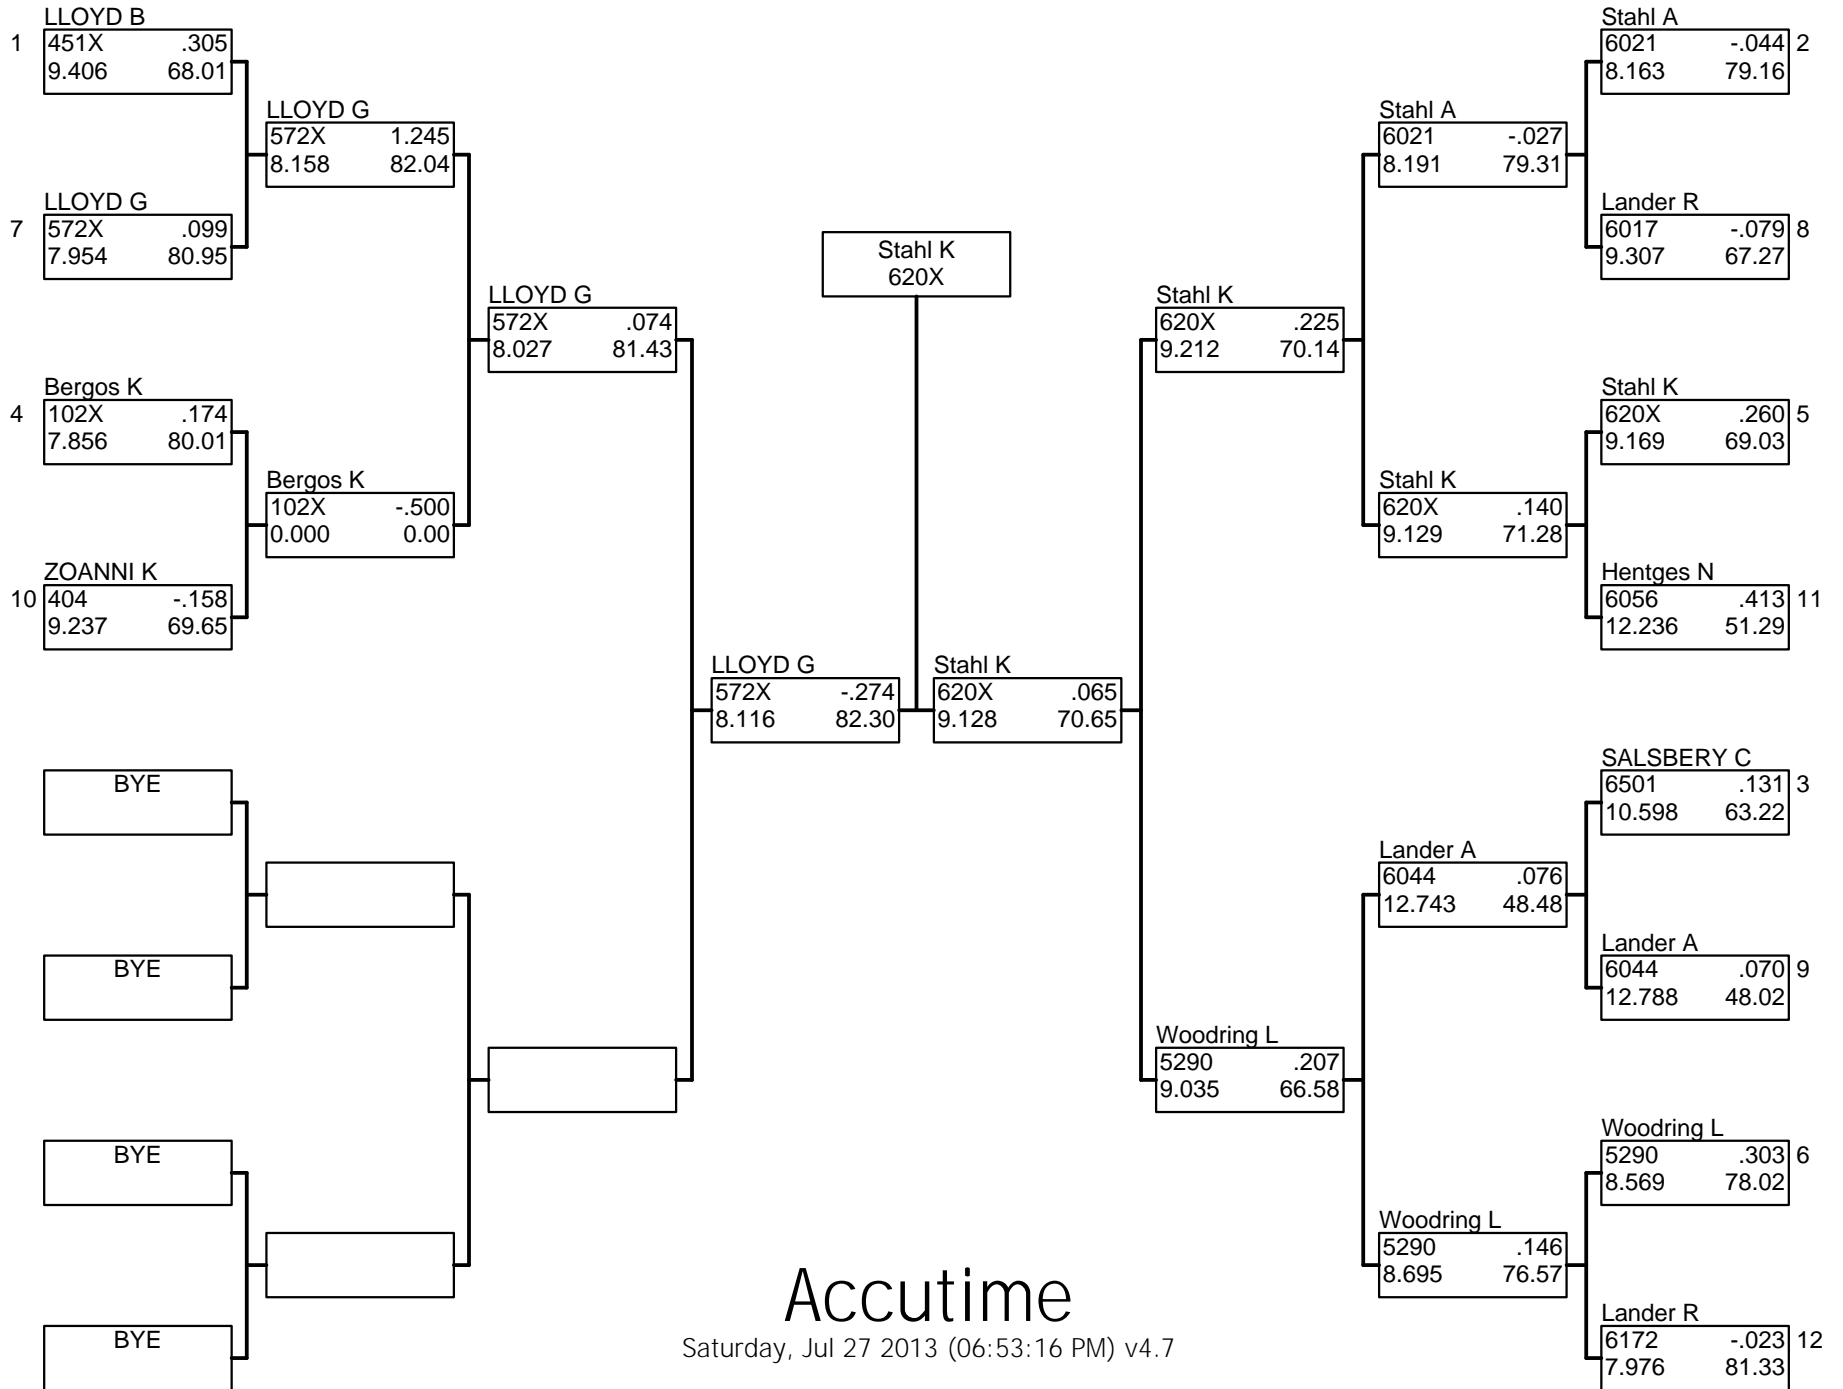 LLOYD B
1 451X .305
9.406 68.01
LLOYD G
7 572X .099
7.954 80.95
Bergos K
4 102X .174
7.856 80.01
ZOANNI K
10 404 -.158
9.237 69.65
BYE
BYE
BYE
BYE
LLOYD G
572X 1.245
8.158 82.04
Bergos K
102X -.500
0.000 0.00
LLOYD G
572X .074
8.027 81.43
LLOYD G
572X -.274
8.116 82.30
Stahl K
620X
Stahl K
620X .065
9.128 70.65
Stahl K
620X .225
9.212 70.14
Woodring L
5290 .207
9.035 66.58
Stahl A
6021 -.027
8.191 79.31
Stahl K
620X .140
9.129 71.28
Lander A
6044 .076
12.743 48.48
Woodring L
5290 .146
8.695 76.57
Stahl A
6021 -.044 2
8.163 79.16
Lander R
6017 -.079 8
9.307 67.27
Stahl K
620X .260 5
9.169 69.03
Hentges N
6056 .413 11
12.236 51.29
SALSBERY C
6501 .131 3
10.598 63.22
Lander A
6044 .070 9
12.788 48.02
Woodring L
5290 .303 6
8.569 78.02
Lander R
6172 -.023 12
7.976 81.33
Accutime
Saturday, Jul 27 2013 (06:53:16 PM) v4.7